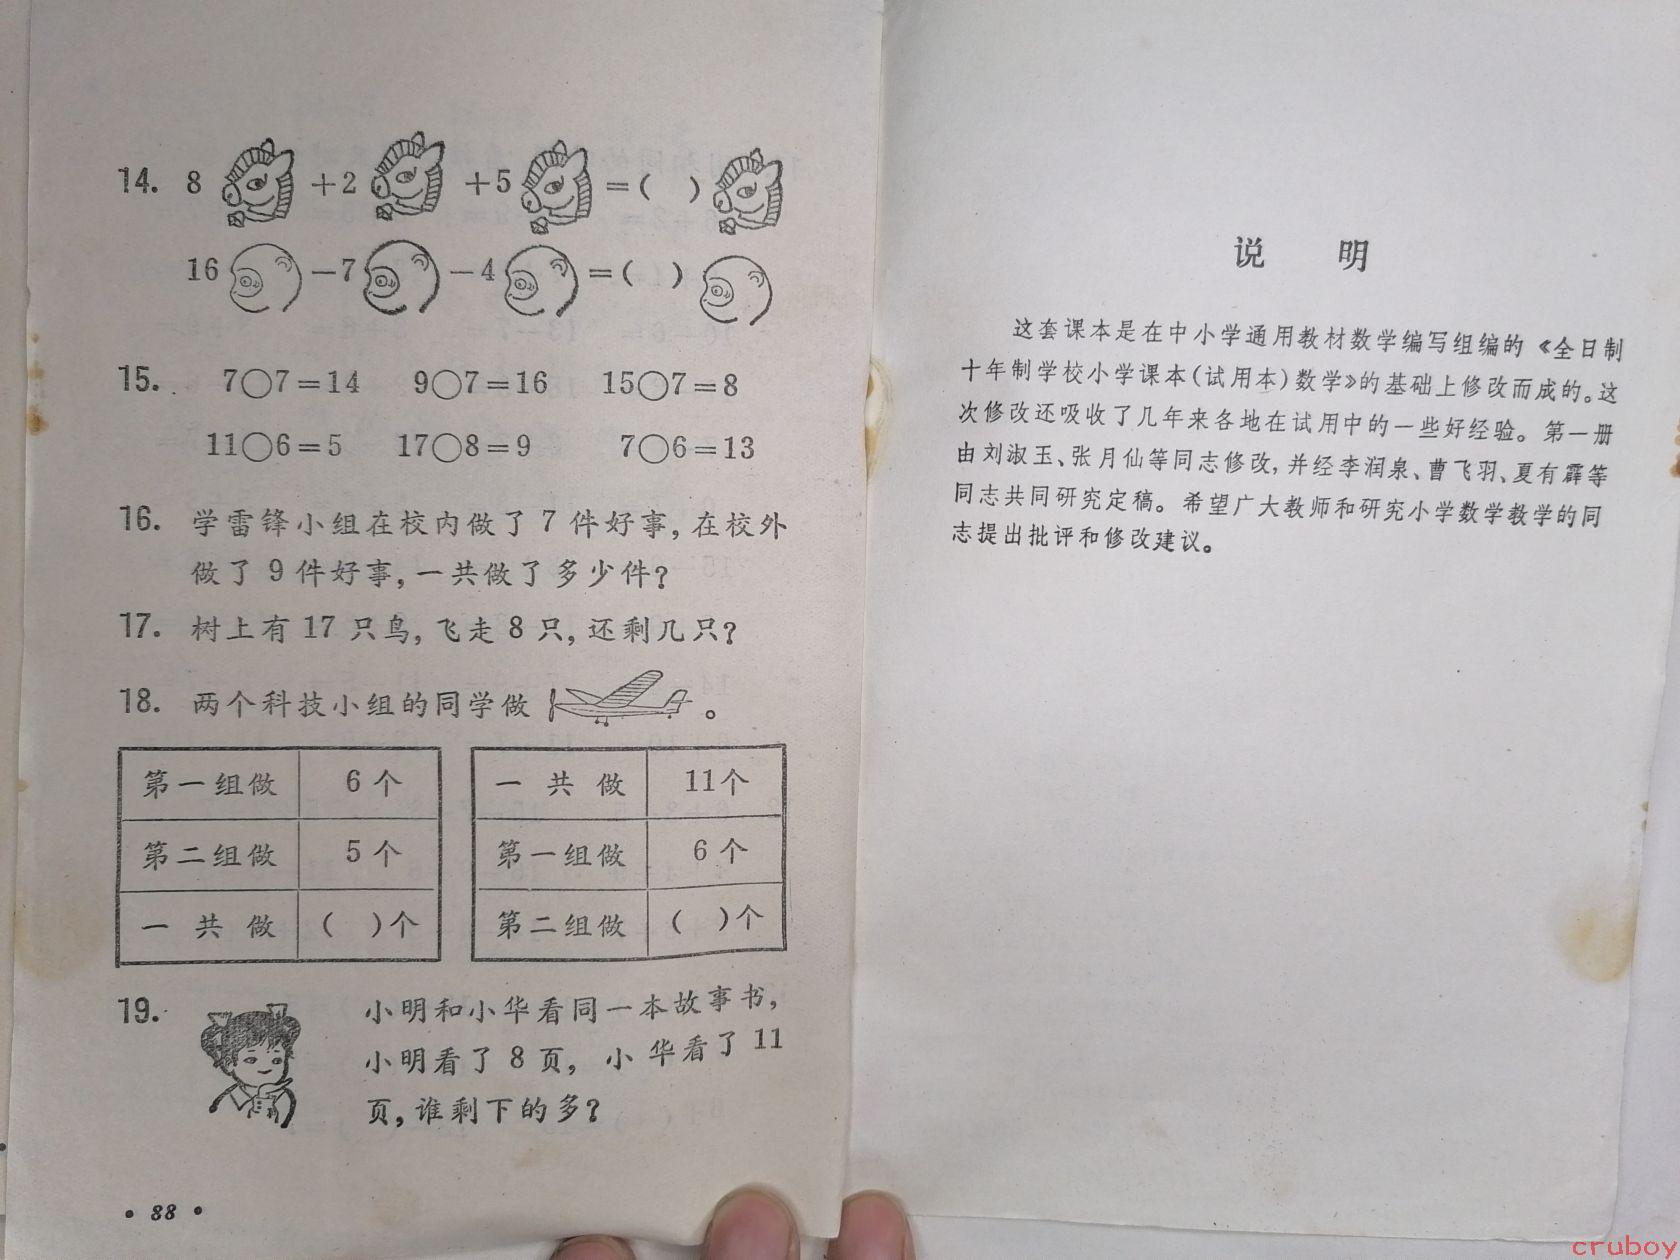 14. 8 +2 +5 =( )
16 －7 －4 =( )
15. 7○7=14 9○7=16 15○7=8
11○6=5 17○8=9 7○6=13
16. 学雷锋小组在校内做了 7 件好事，在校外
做了 9 件好事，一共做了多少件？
17. 树上有 17 只鸟，飞走 8 只，还剩几只？
18. 两个科技小组的同学做 。
第一组做 6 个
第二组做 5 个
一 共 做 ( )个
一 共 做 11个
第一组做 6 个
第二组做 ( )个
19. 小明和小华看同一本故事书，
小明看了 8 页， 小 华看了 11
页，谁剩下的多？
• 88 •
说 明
这套课本是在中小学通用教材数学编写组编的《全日制
十年制学校小学课本（试用本）数学》的基础上修改而成的。这
次修改还吸收了几年来各地在试用中的一些好经验。第一册
由刘淑玉、张月仙等同志修改，并经李润泉、曹飞羽、夏有霖等
同志共同研究定稿。希望广大教师和研究小学数学教学的同
志提出批评和修改建议。
cruboy